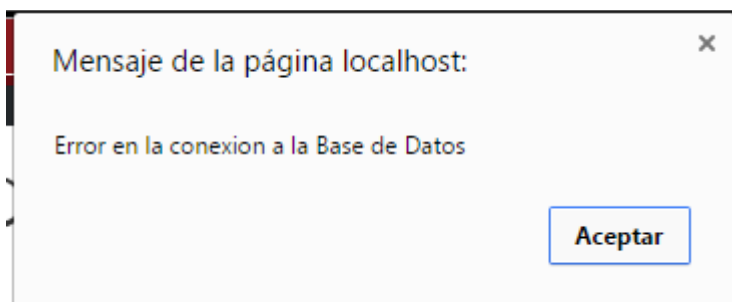 Mensaje de la página localhost:
Error en la conexion a la Base de Datos
Aceptar